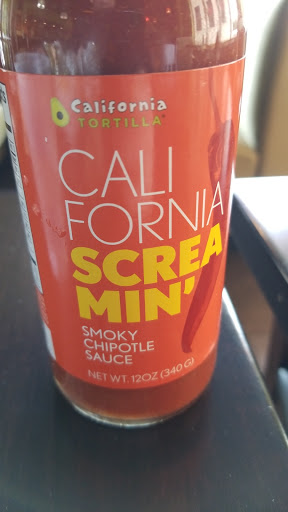 California
TORTILLA®
CALI
FORNIA
SCREA
MIN'
SMOKY
CHIPOTLE
SAUCE
NET WT. 12OZ (340 G)